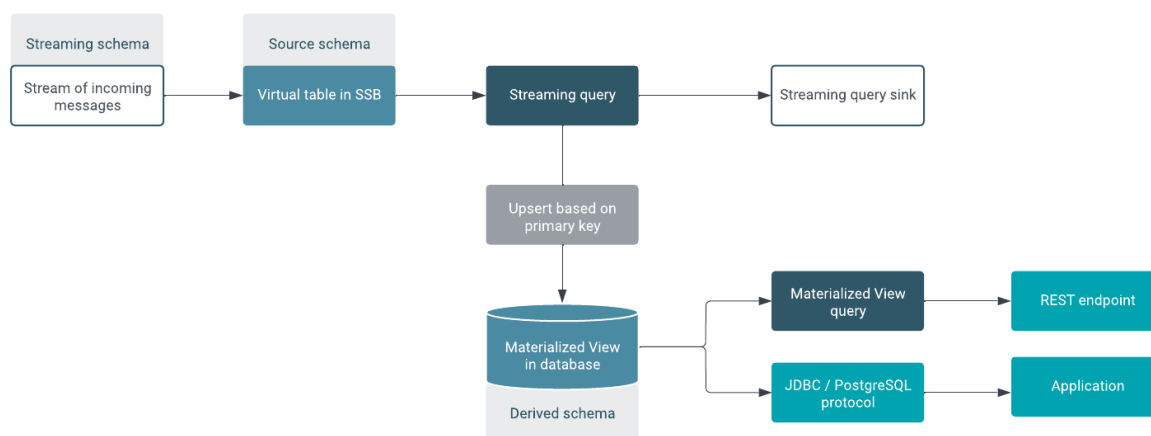 Streaming schema
Source schema
Stream of incoming
messages
Virtual table in SSB
Streaming query
Streaming query sink
Upsert based on
primary key
Materialized View
query
REST endpoint
Materialized View
in database
JDBC / PostgreSQL
protocol
Application
Derived schema